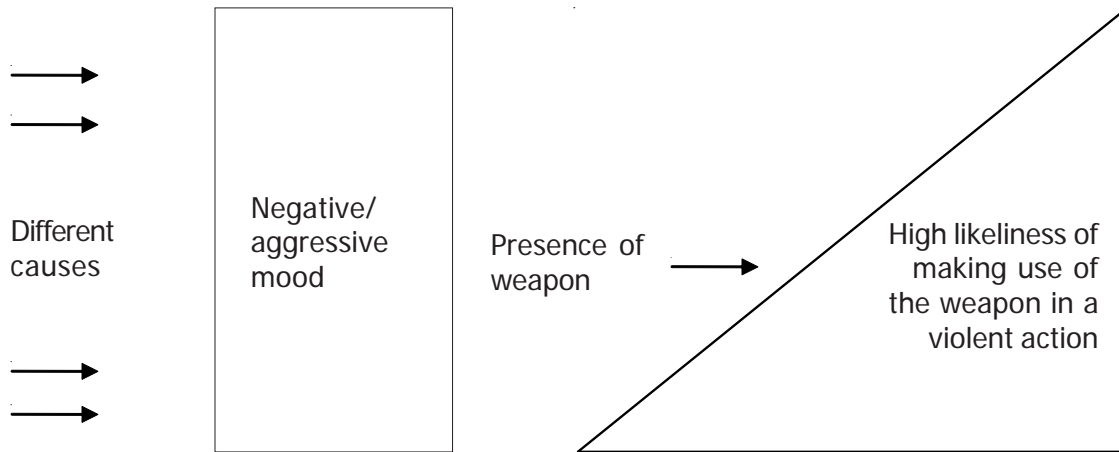 Different
causes
Negative/
aggressive
mood
Presence of
weapon
High likeliness of
making use of
the weapon in a
violent action